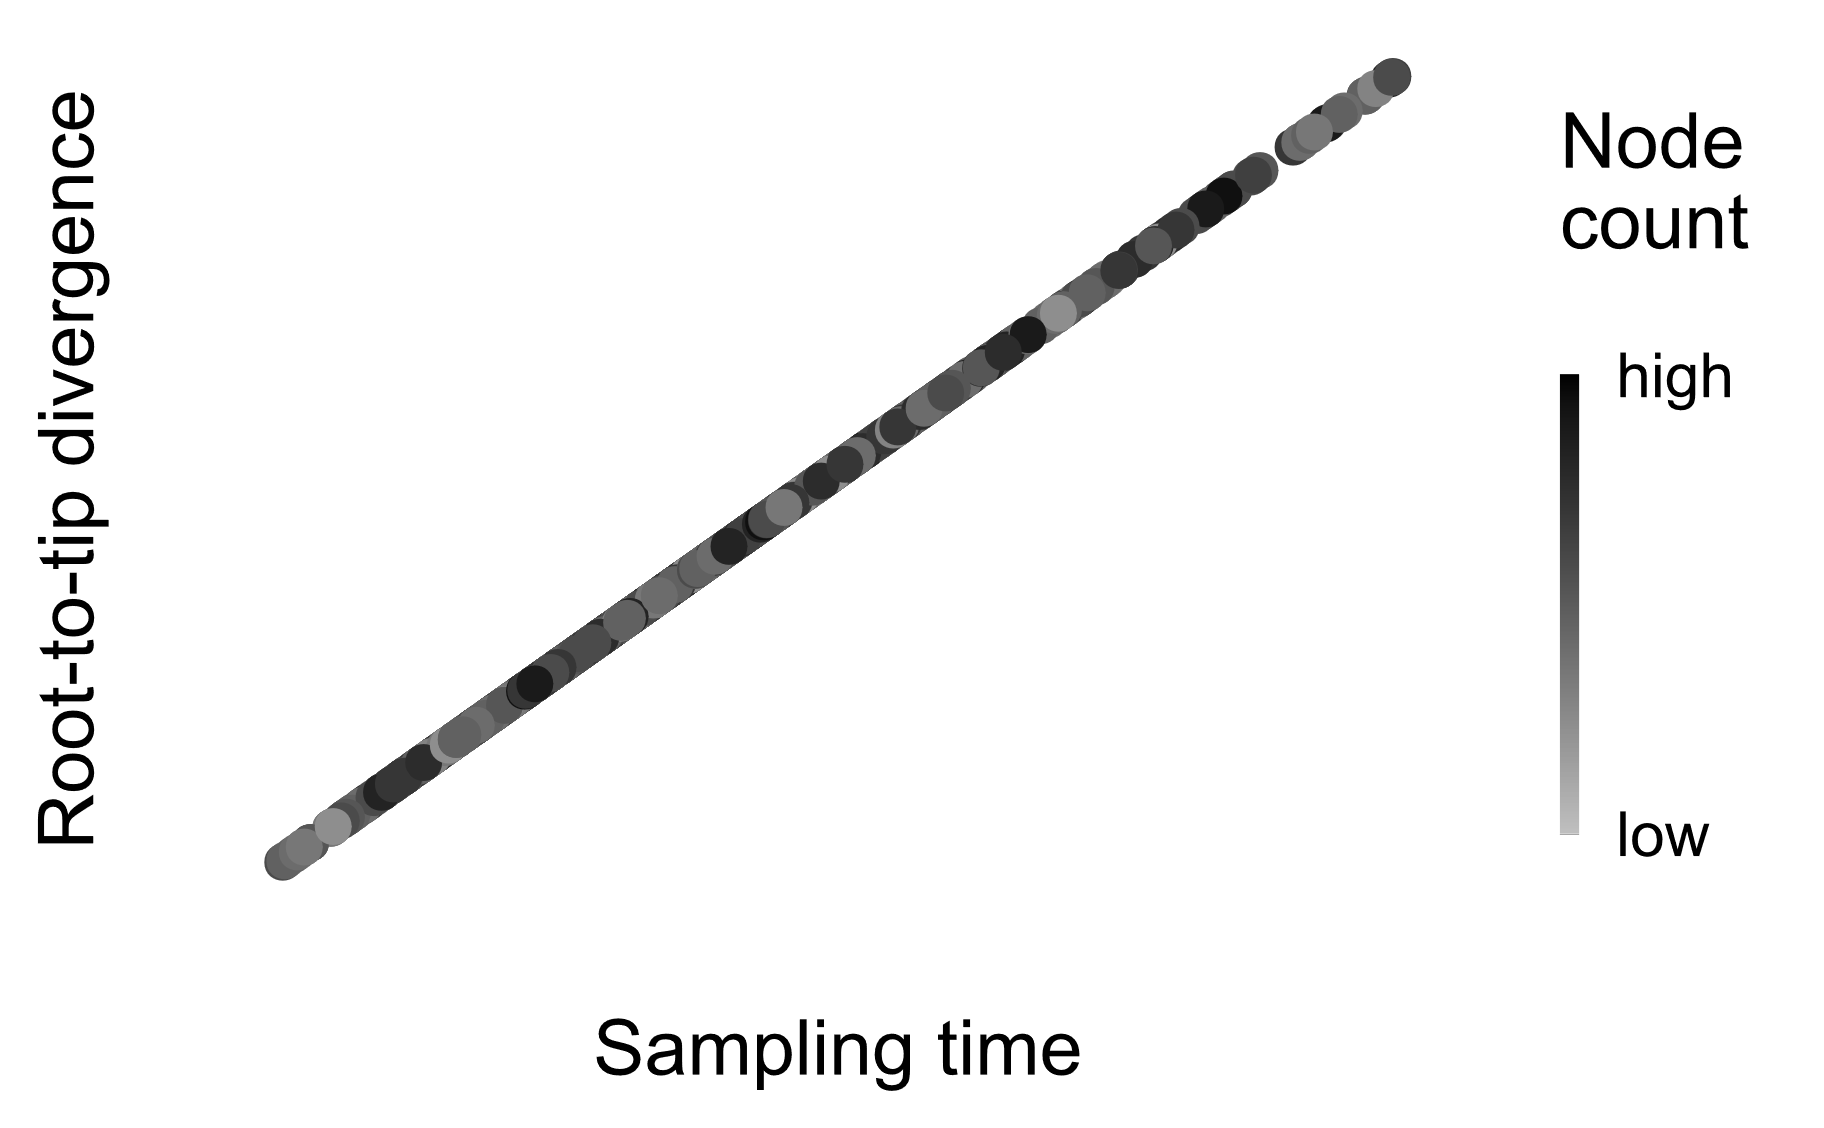 Root-to-tip divergence
Sampling time
Node
count
high
low